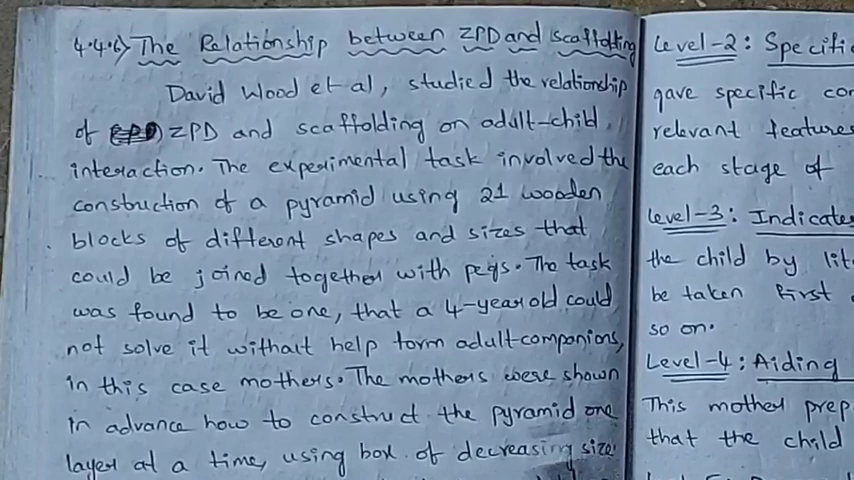 4.4.6) The Relationship between ZPD and scaffolding
David Wood et al, studied the relationship
of ZPD and scaffolding on adult-child
interaction. The experimental task involved the
construction of a pyramid using 21 wooden
blocks of different shapes and sizes that
could be joined together with pegs. The task
was found to be one, that a 4-year old could
not solve it without help form adult companions,
in this case mothers. The mothers were shown
in advance how to construct the pyramid one
layer at a time, using box of decreasing size
Level-2: Specific
gave specific
relevant features
each stage of
Level-3: Indicates
the child by
be taken first
so on.
Level-4: Aiding
This mother
that the child